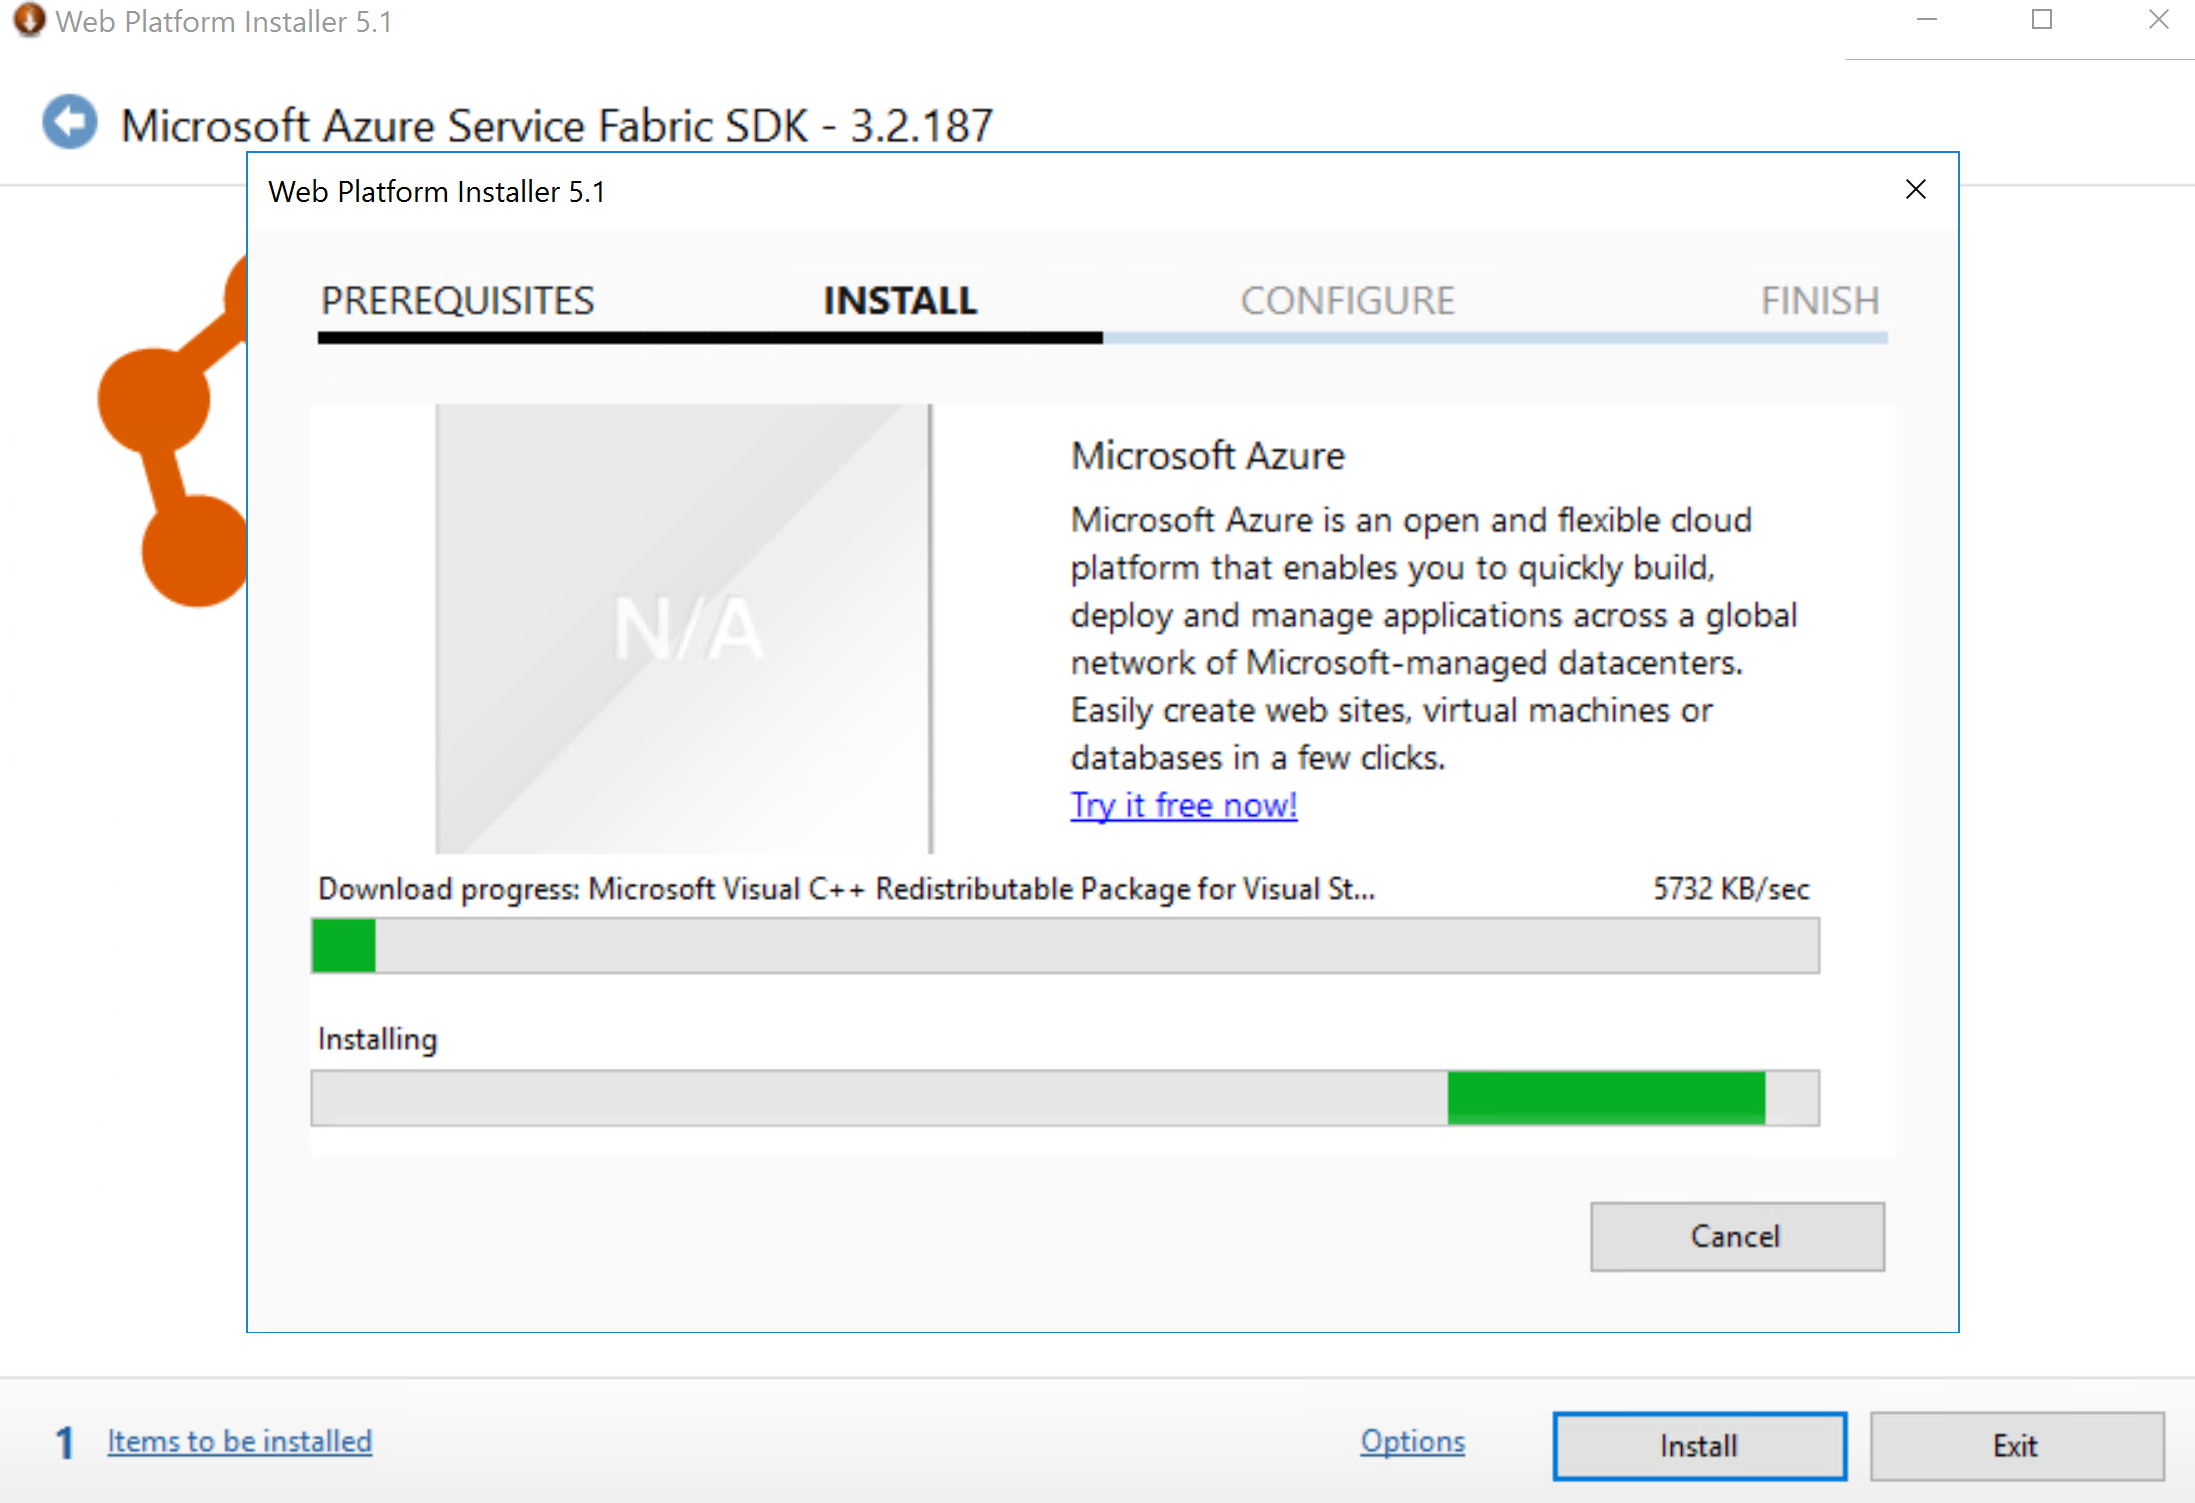 Web Platform Installer 5.1
Microsoft Azure Service Fabric SDK - 3.2.187
Web Platform Installer 5.1
PREREQUISITES INSTALL CONFIGURE FINISH
N/A
Microsoft Azure
Microsoft Azure is an open and flexible cloud
platform that enables you to quickly build,
deploy and manage applications across a global
network of Microsoft-managed datacenters.
Easily create web sites, virtual machines or
databases in a few clicks.
Try it free now!
Download progress: Microsoft Visual C++ Redistributable Package for Visual St... 5732 KB/sec
Installing
Cancel
1 Items to be installed Options Install Exit